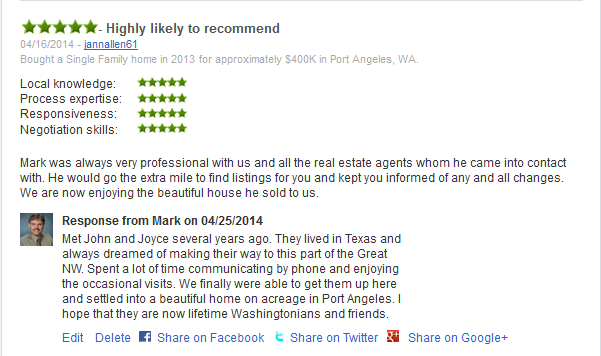 - Highly likely to recommend
04/16/2014 - jannallen61
Bought a Single Family home in 2013 for approximately $400K in Port Angeles, WA.
Local knowledge:
Process expertise:
Responsiveness:
Negotiation skills:
Mark was always very professional with us and all the real estate agents whom he came into contact
with. He would go the extra mile to find listings for you and kept you informed of any and all changes.
We are now enjoying the beautiful house he sold to us.
Response from Mark on 04/25/2014
Met John and Joyce several years ago. They lived in Texas and
always dreamed of making their way to this part of the Great
NW. Spent a lot of time communicating by phone and enjoying
the occasional visits. We finally were able to get them up here
and settled into a beautiful home on acreage in Port Angeles. I
hope that they are now lifetime Washingtonians and friends.
Edit Delete Share on Facebook Share on Twitter Share on Google+